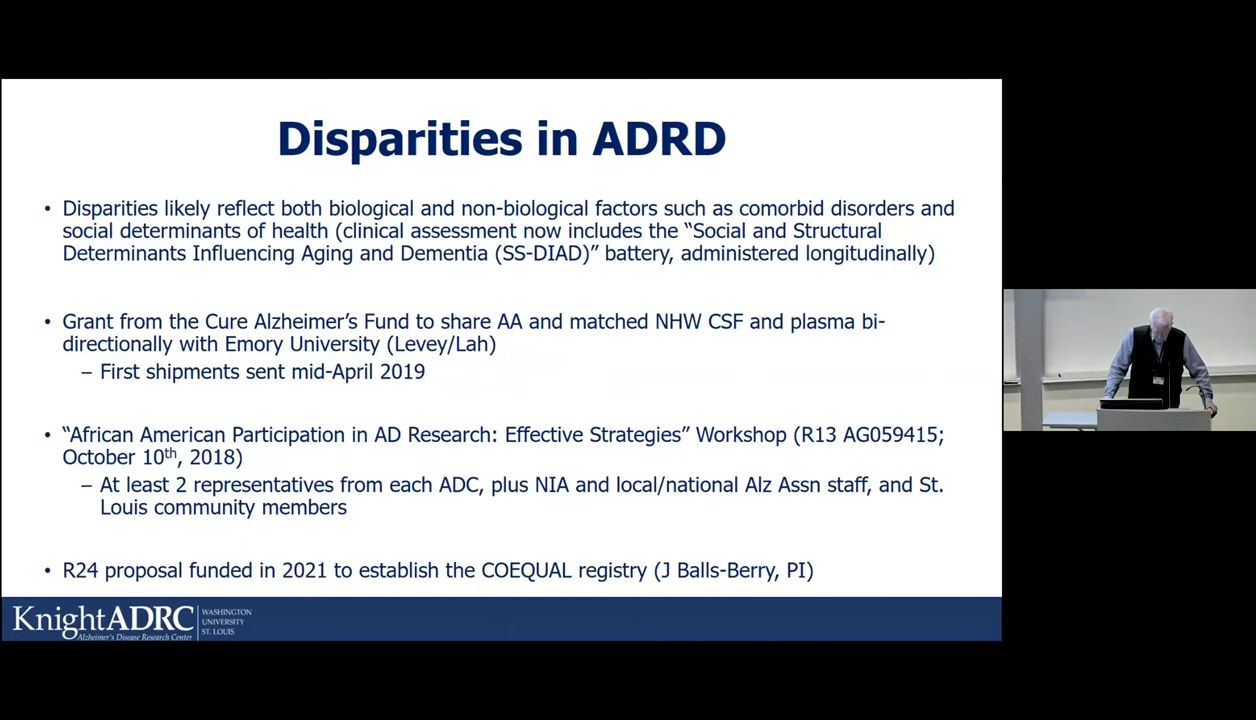 Disparities in ADRD
• Disparities likely reflect both biological and non-biological factors such as comorbid disorders and
social determinants of health (clinical assessment now includes the “Social and Structural
Determinants Influencing Aging and Dementia (SS-DIAD)” battery, administered longitudinally)
• Grant from the Cure Alzheimer’s Fund to share AA and matched NHW CSF and plasma bi-
directionally with Emory University (Levey/Lah)
– First shipments sent mid-April 2019
• “African American Participation in AD Research: Effective Strategies” Workshop (R13 AG059415;
October 10th, 2018)
– At least 2 representatives from each ADC, plus NIA and local/national Alz Assn staff, and St.
Louis community members
• R24 proposal funded in 2021 to establish the COEQUAL registry (J Balls-Berry, PI)
KnightADRC
Alzheimer's Disease Research Center
WASHINGTON
UNIVERSITY
ST. LOUIS